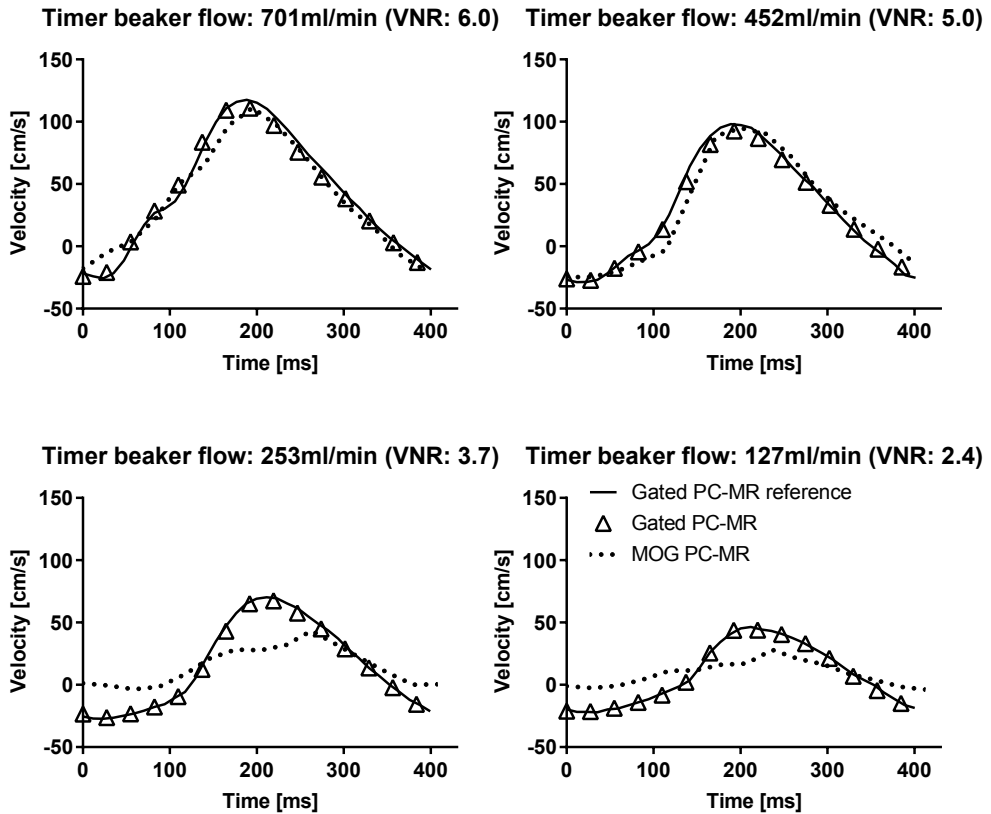 Timer beaker flow: 701ml/min (VNR: 6.0)
150
100
50
0
-50
Velocity [cm/s]
0 100 200 300 400
Time [ms]
Timer beaker flow: 452ml/min (VNR: 5.0)
150
100
50
0
-50
Velocity [cm/s]
0 100 200 300 400
Time [ms]
Timer beaker flow: 253ml/min (VNR: 3.7)
150
100
50
0
-50
Velocity [cm/s]
0 100 200 300 400
Time [ms]
Timer beaker flow: 127ml/min (VNR: 2.4)
Gated PC-MR reference
Gated PC-MR
MOG PC-MR
150
100
50
0
-50
Velocity [cm/s]
0 100 200 300 400
Time [ms]